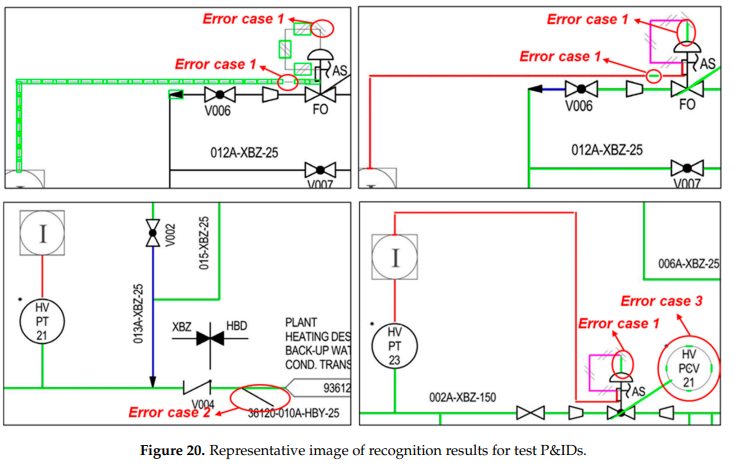 Error case 1
Error case 1
AS
V006
FO
012A-XBZ-25
V007
I
Error case 1
Error case 1
AS
V006
FO
012A-XBZ-25
V007
I
I
V002
015-XBZ-25
013A-XBZ-25
HV
PT
21
XBZ
HBD
PLANT
HEATING DES
BACK-UP WAT
COND. TRANS
93612
V004
Error case 2
36120-010A-HBY-25
I
006A-XBZ-25
Error case 3
Error case 1
HV
PT
23
HV
PCV
21
AS
002A-XBZ-150
Figure 20. Representative image of recognition results for test P&IDs.